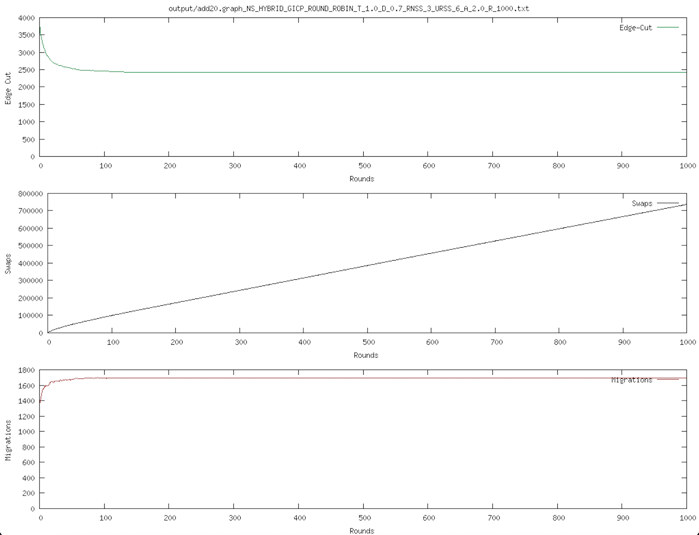 output/add20.graph_NS_HYBRID_GICP_ROUND_ROBIN_T_1.0_D_0.7_RNSS_3_URSS_6_A_2.0_R_1000.txt
4000
3500
3000
2500
2000
1500
1000
500
0
Edge Cut
Edge-Cut
0 100 200 300 400 500 600 700 800 900 1000
Rounds
800000
700000
600000
500000
400000
300000
200000
100000
0
Swaps
Swaps
0 100 200 300 400 500 600 700 800 900 1000
Rounds
1800
1600
1400
1200
1000
800
600
400
200
0
Migrations
Migrations
0 100 200 300 400 500 600 700 800 900 1000
Rounds